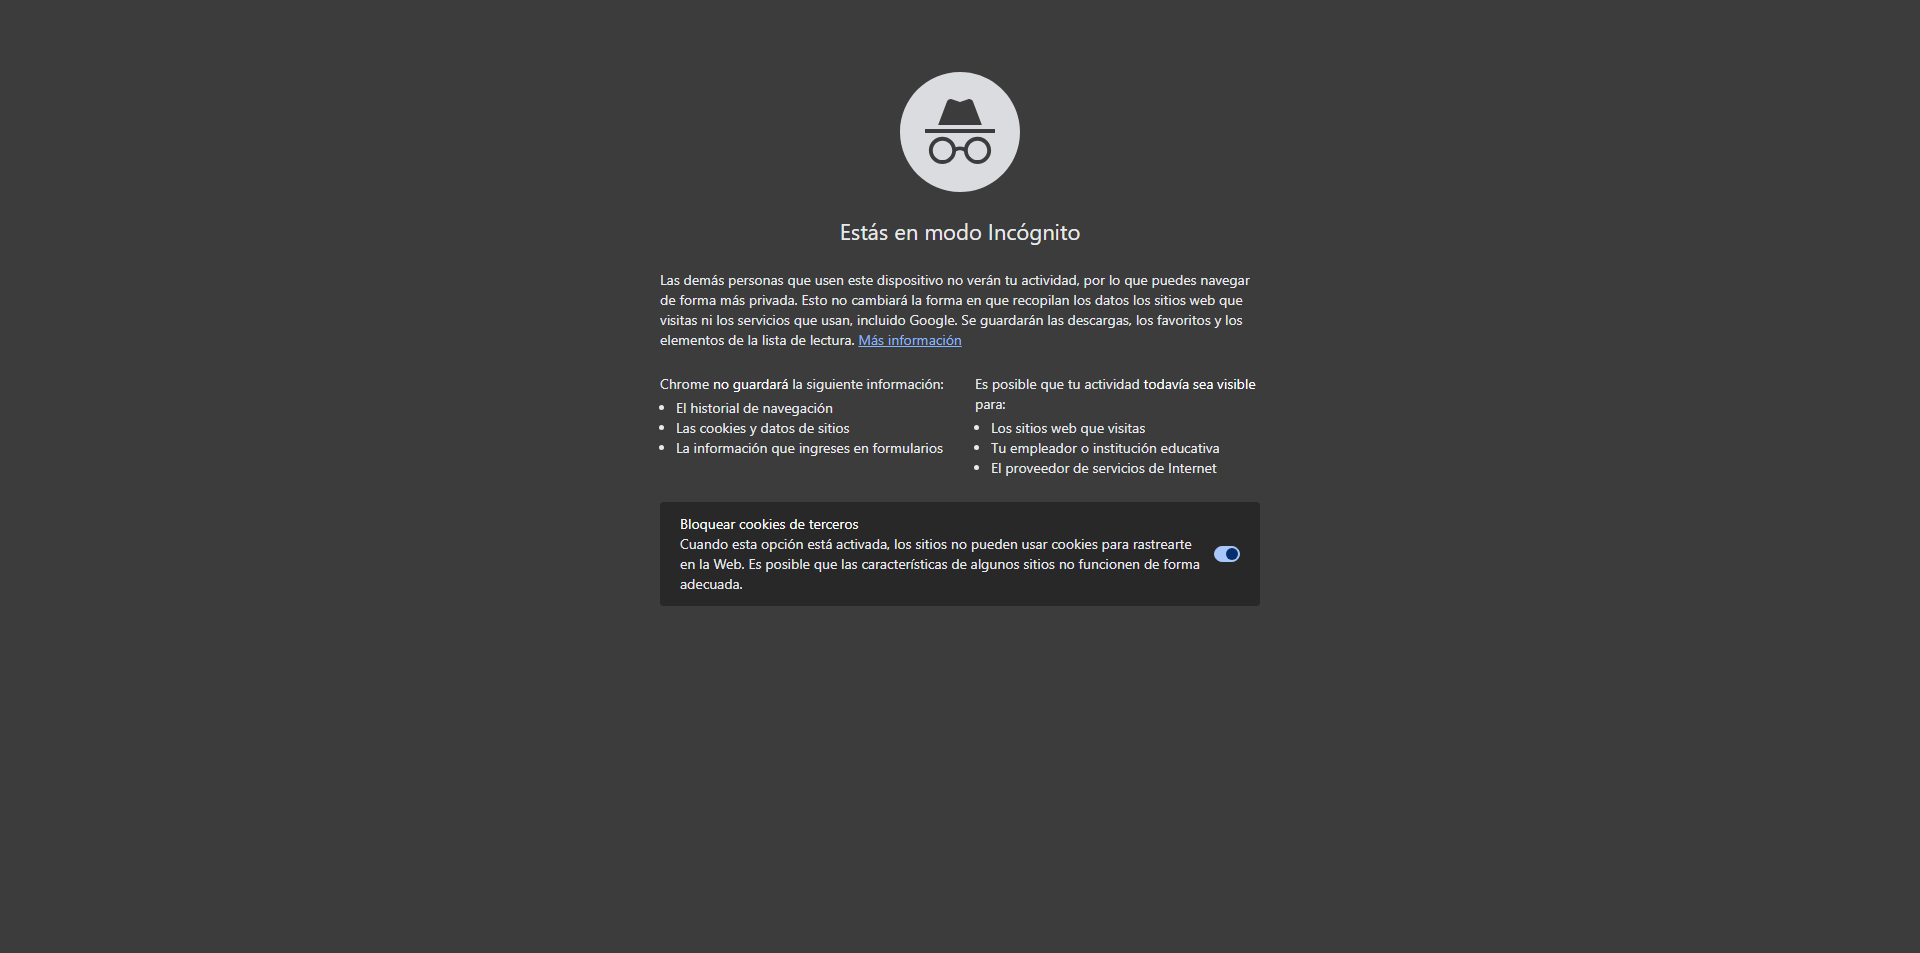 Estás en modo Incógnito
Las demás personas que usen este dispositivo no verán tu actividad, por lo que puedes navegar
de forma más privada. Esto no cambiará la forma en que recopilan los datos los sitios web que
visitas ni los servicios que usan, incluido Google. Se guardarán las descargas, los favoritos y los
elementos de la lista de lectura. Más información
Chrome no guardará la siguiente información:
• El historial de navegación
• Las cookies y datos de sitios
• La información que ingreses en formularios
Es posible que tu actividad todavía sea visible
para:
• Los sitios web que visitas
• Tu empleador o institución educativa
• El proveedor de servicios de Internet
Bloquear cookies de terceros
Cuando esta opción está activada, los sitios no pueden usar cookies para rastrearte
en la Web. Es posible que las características de algunos sitios no funcionen de forma
adecuada.